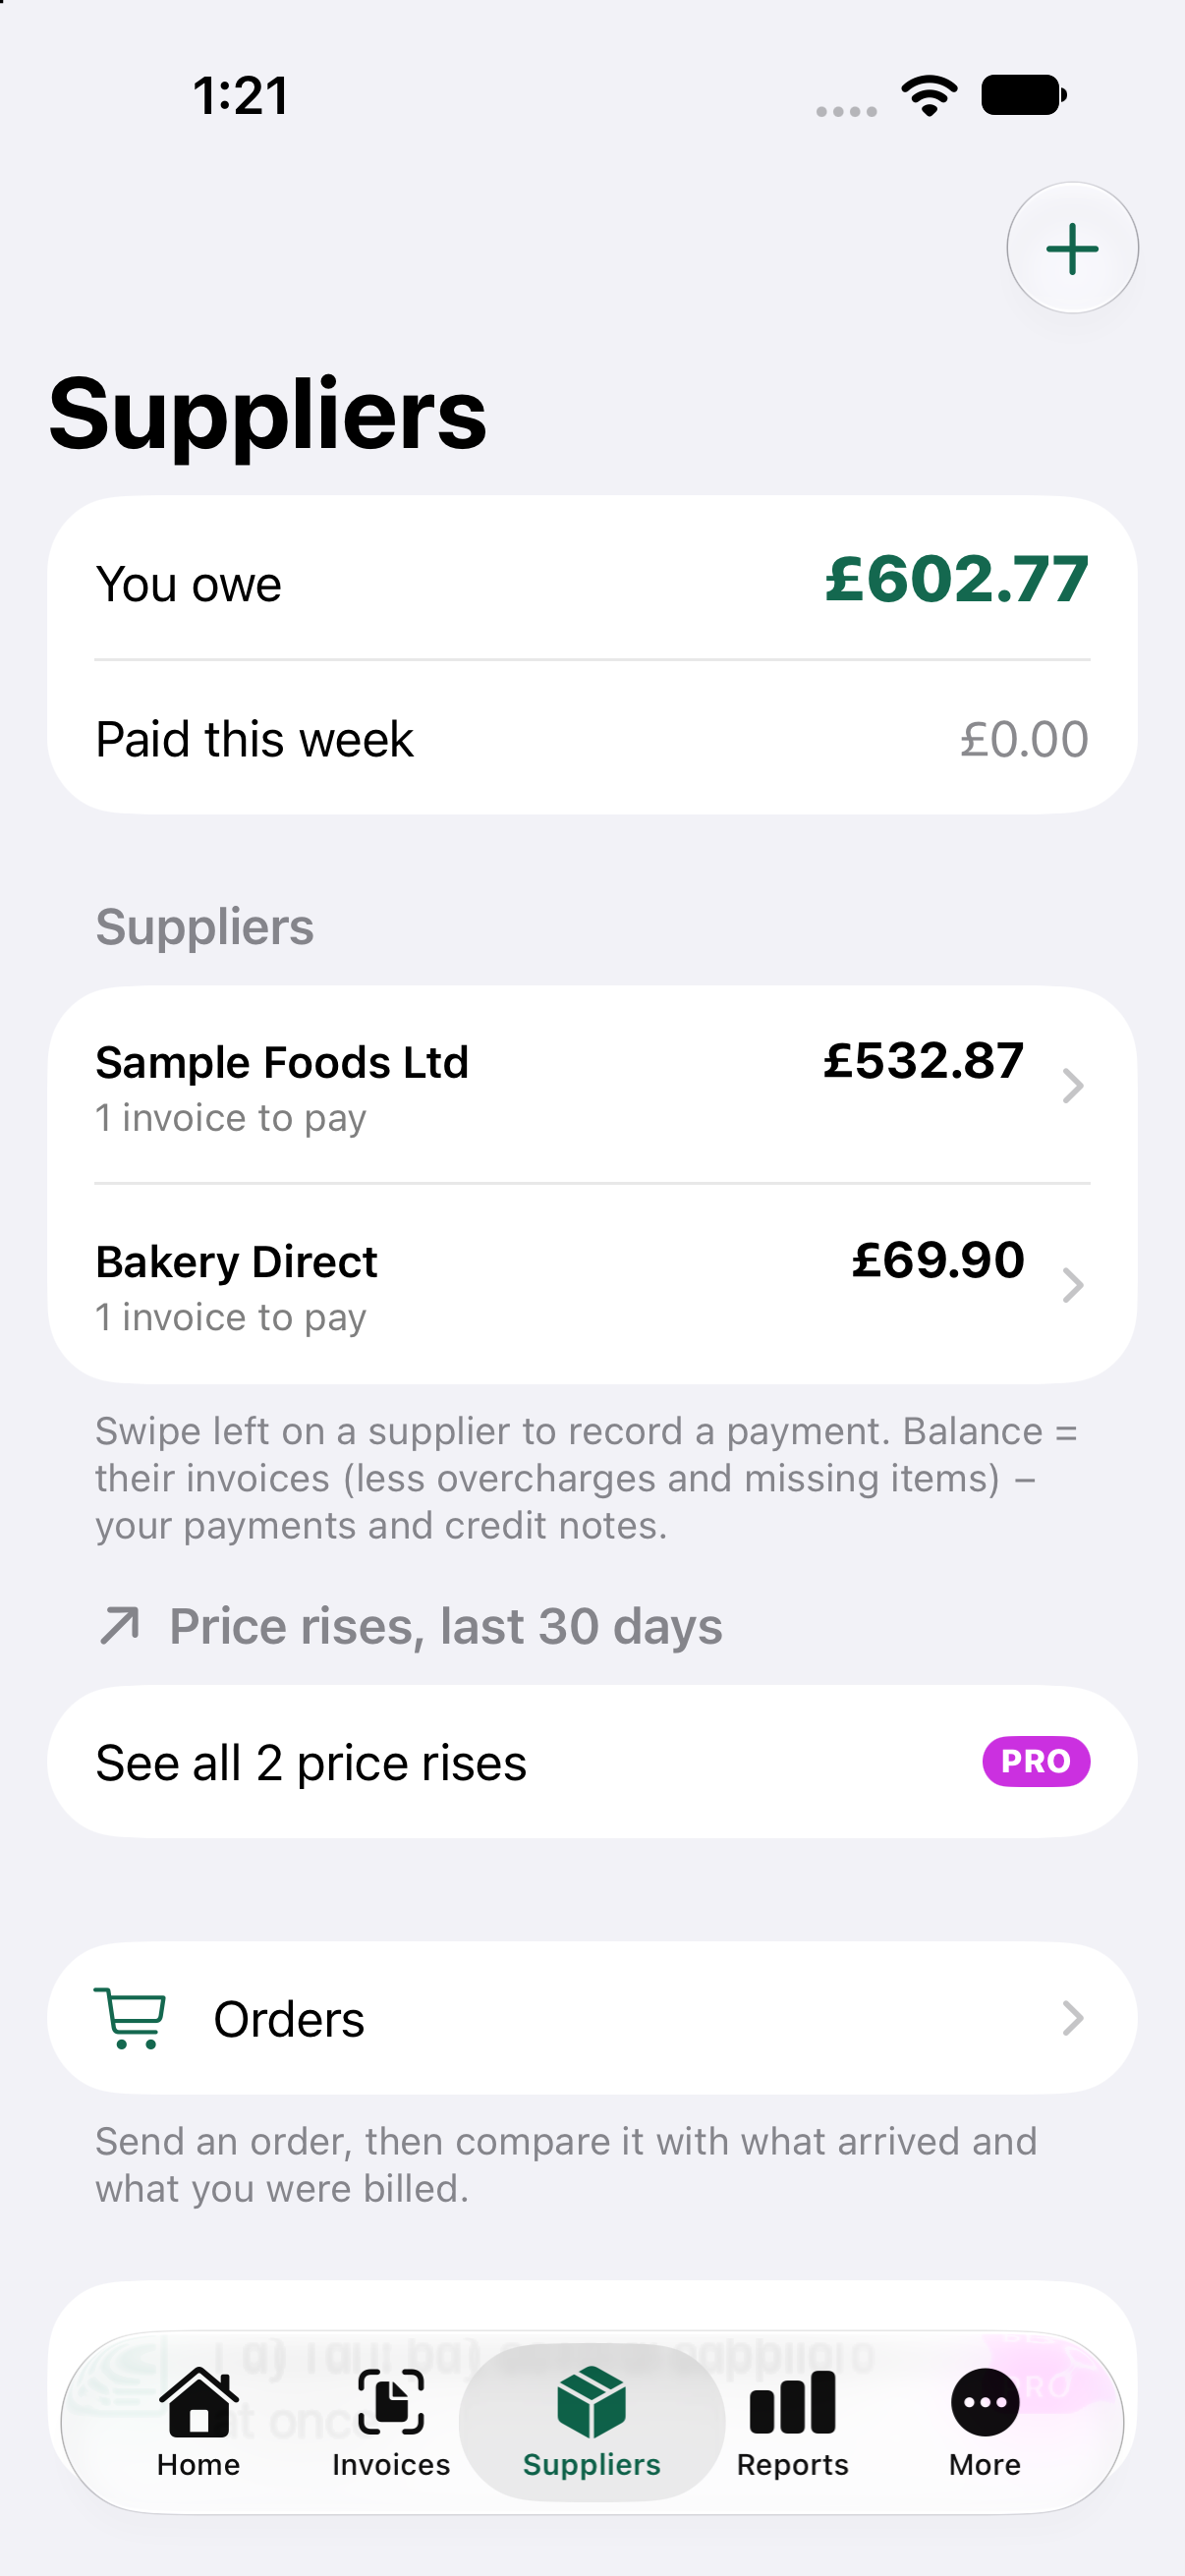 1:21
Suppliers
You owe
£602.77
Paid this week
£0.00
Suppliers
Sample Foods Ltd
£532.87
1 invoice to pay
Bakery Direct
£69.90
1 invoice to pay
Swipe left on a supplier to record a payment. Balance =
their invoices (less overcharges and missing items) –
your payments and credit notes.
Price rises, last 30 days
See all 2 price rises
PRO
Orders
Send an order, then compare it with what arrived and
what you were billed.
Home
Invoices
Suppliers
Reports
More